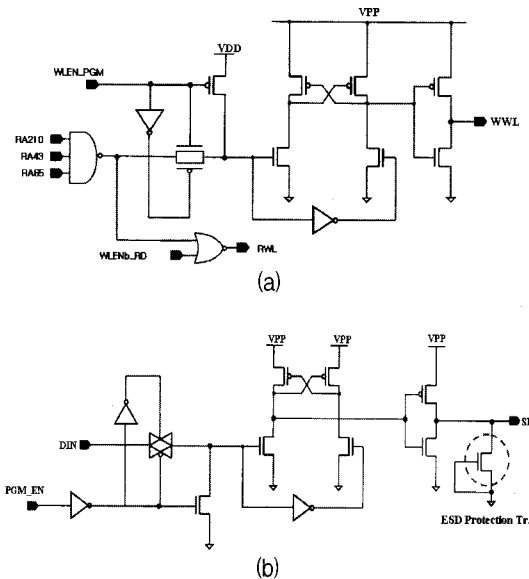 VPP
VDD
WLEN_PGM
WWL
RA210
RA43
RA65
WLENb_RD
RWL
(a)
VPP
VPP
VPP
DIN
PGM_EN
ESD Protection Tr.
(b)